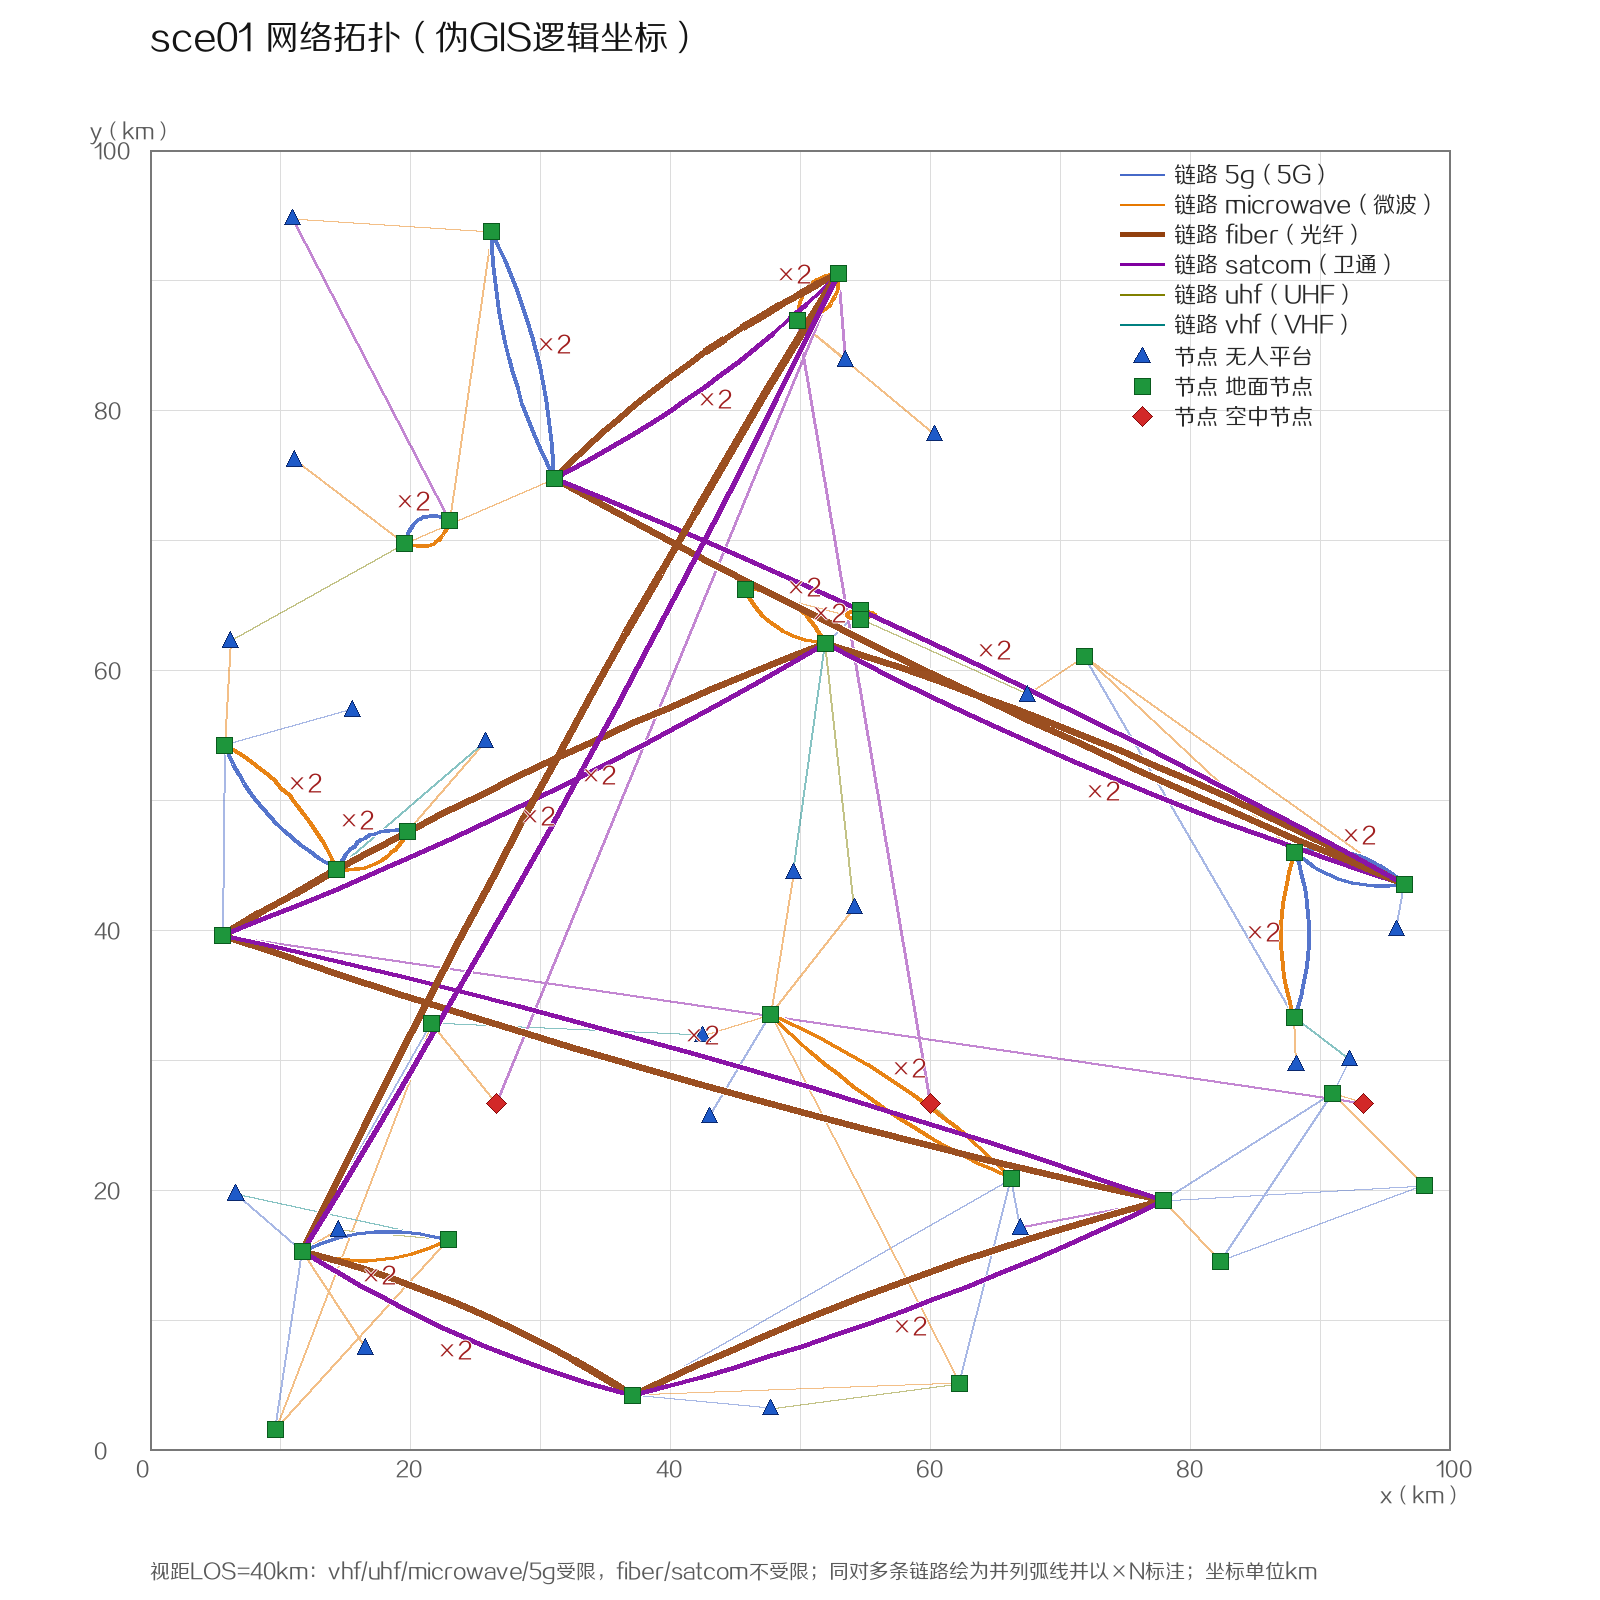 sce01 网络拓扑（伪GIS逻辑坐标）
y（km）
100
链路 5g（5G）
链路 microwave（微波）
链路 fiber（光纤）
链路 satcom（卫通）
链路 uhf（UHF）
链路 vhf（VHF）
节点 无人平台
节点 地面节点
节点 空中节点
×2
×2
×2
80
×2
×2
×2
×2
60
×2
×2
×2
×2
×2
×2
×2
40
×2
×2
×2
20
×2
×2
×2
0
0
20
40
60
80
100
x（km）
视距LOS=40km：vhf/uhf/microwave/5g受限，fiber/satcom不受限；同对多条链路绘为并列弧线并以×N标注；坐标单位km